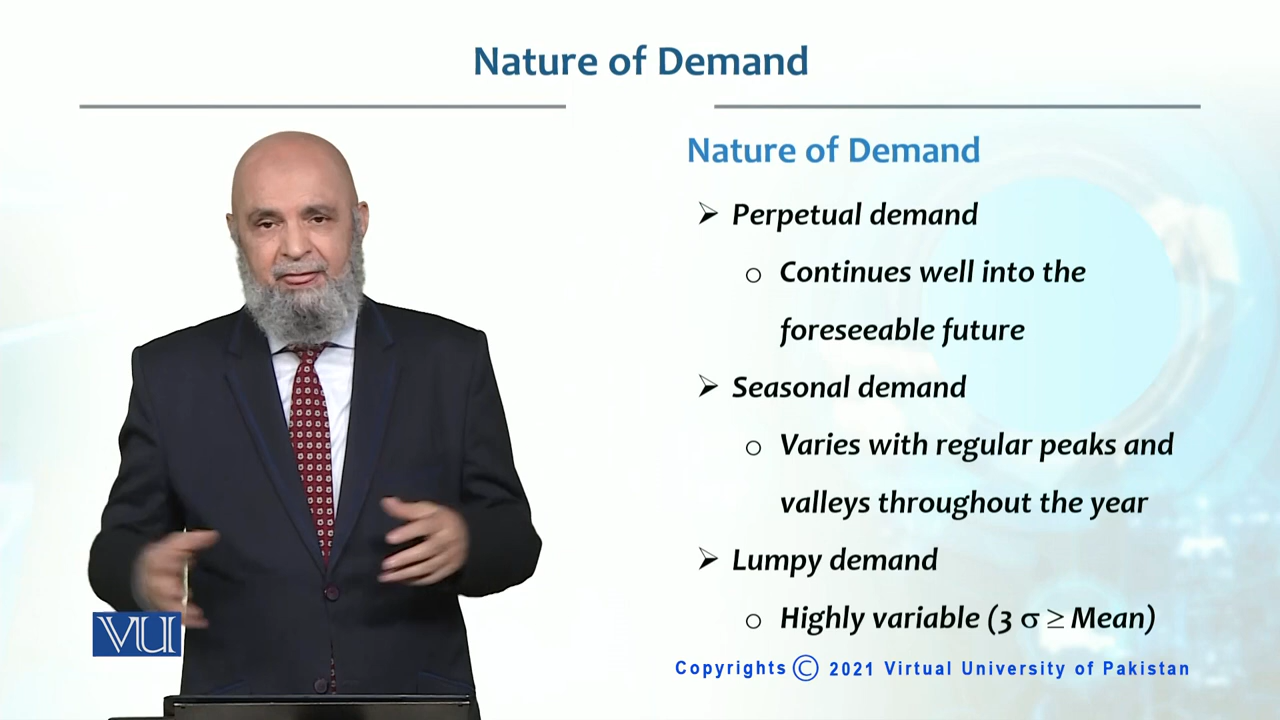 Nature of Demand
Nature of Demand
➢ Perpetual demand
o Continues well into the
foreseeable future
➢ Seasonal demand
o Varies with regular peaks and
valleys throughout the year
➢ Lumpy demand
o Highly variable (3 σ ≥ Mean)
VU
Copyrights © 2021 Virtual University of Pakistan